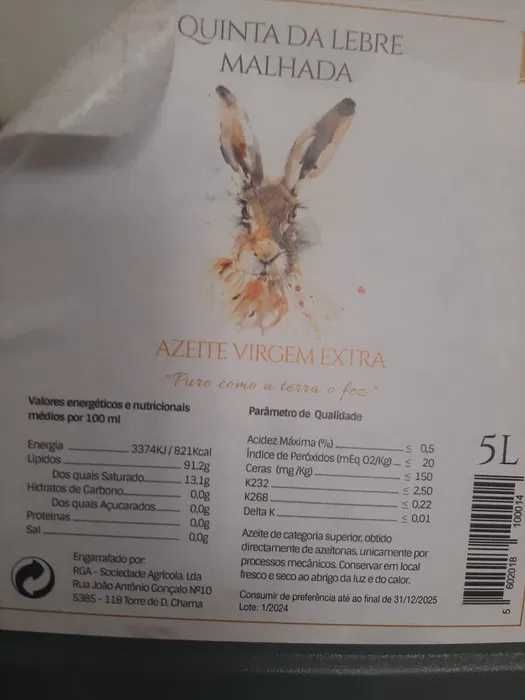 QUINTA DA LEBRE
MALHADA
AZEITE VIRGEM EXTRA
"Puro como a terra o fez"
Valores energéticos e nutricionais
médios por 100 ml
Energia 3374KJ / 821Kcal
Lípidos 91,2g
Dos quais Saturado 13,1g
Hidratos de Carbono 0,0g
Dos quais Açucarados 0,0g
Proteínas 0,0g
Sal 0,0g
Parâmetro de Qualidade
Acidez Máxima (%) ≤ 0,5
Índice de Peróxidos (mEq O2/Kg) ≤ 20
Ceras (mg/Kg) ≤ 150
K232 ≤ 2,50
K268 ≤ 0,22
Delta K ≤ 0,01
5L
Azeite de categoria superior, obtido
directamente de azeitonas, unicamente por
processos mecânicos. Conservar em local
fresco e seco ao abrigo da luz e do calor.
Consumir de preferência até ao final de 31/12/2025
Lote: 1/2024
Engarrafado por:
RGA - Sociedade Agrícola, Lda
Rua João Antônio Gonçalo Nº10
5385 - 118 Torre de D. Chama
5 602018 100014